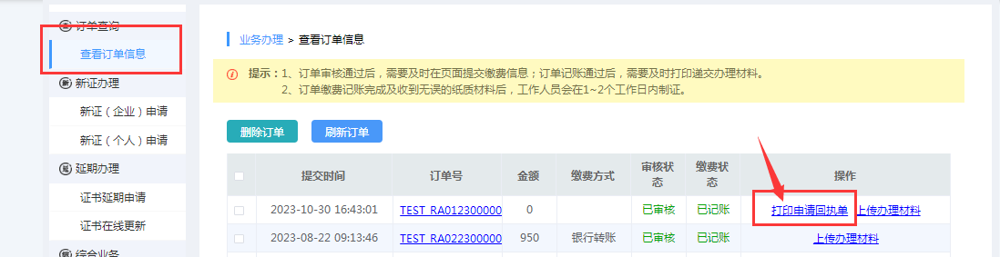 订单查询
查看订单信息
新证办理
新证（企业）申请
新证（个人）申请
延期办理
证书延期申请
证书在线更新
综合业务
业务办理 > 查看订单信息
提示：1、订单审核通过后，需要及时在页面提交缴费信息；订单记账通过后，需要及时打印递交办理材料。
2、订单缴费记账完成及收到无误的纸质材料后，工作人员会在1~2个工作日内制证。
删除订单 刷新订单
提交时间 订单号 金额 缴费方式 审核状态 缴费状态 操作
2023-10-30 16:43:01 TEST_RA012300000 0 已审核 已记账 打印申请回执单 上传办理材料
2023-08-22 09:13:46 TEST_RA022300000 950 银行转账 已审核 已记账 上传办理材料